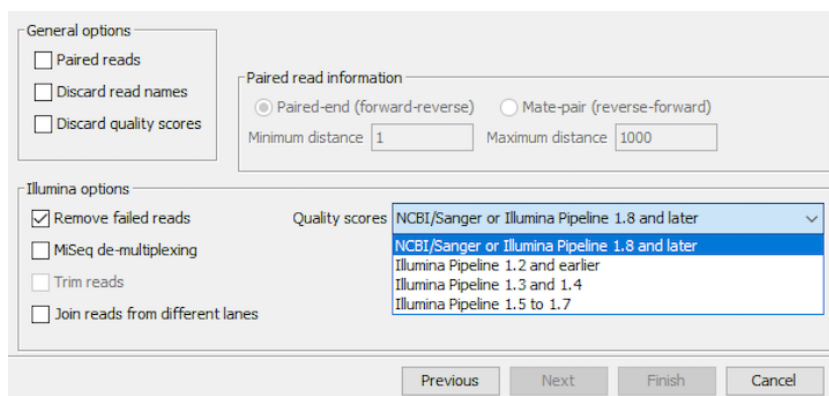 General options
Paired reads
Discard read names
Discard quality scores
Paired read information
Paired-end (forward-reverse) Mate-pair (reverse-forward)
Minimum distance 1 Maximum distance 1000
Illumina options
Remove failed reads Quality scores NCBI/Sanger or Illumina Pipeline 1.8 and later
MiSeq de-multiplexing NCBI/Sanger or Illumina Pipeline 1.8 and later
Illumina Pipeline 1.2 and earlier
Trim reads Illumina Pipeline 1.3 and 1.4
Illumina Pipeline 1.5 to 1.7
Join reads from different lanes
Previous Next Finish Cancel